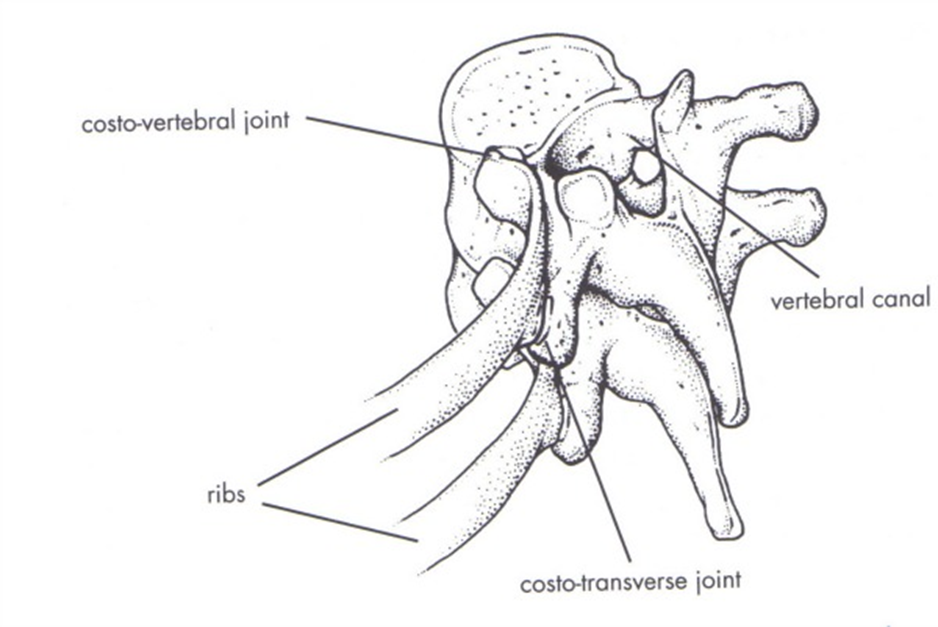 costo-vertebral joint
vertebral canal
ribs
costo-transverse joint